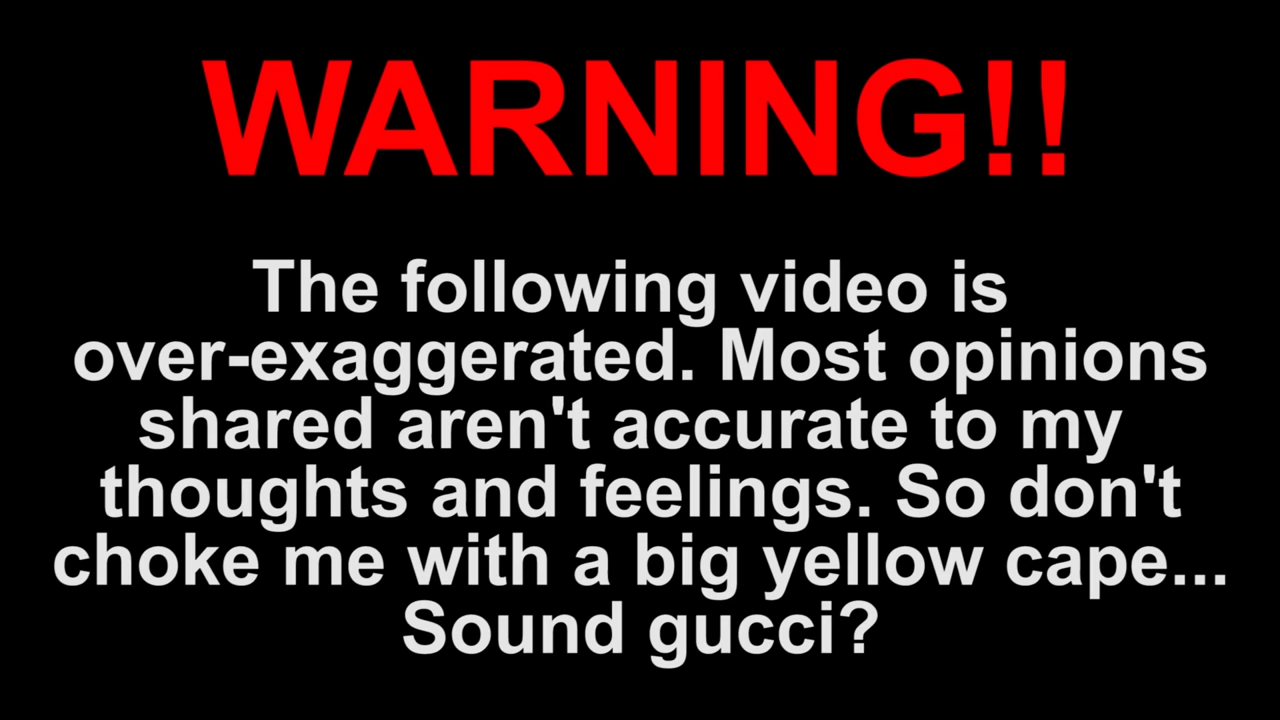 WARNING!!
The following video is
over-exaggerated. Most opinions
shared aren't accurate to my
thoughts and feelings. So don't
choke me with a big yellow cape...
Sound gucci?